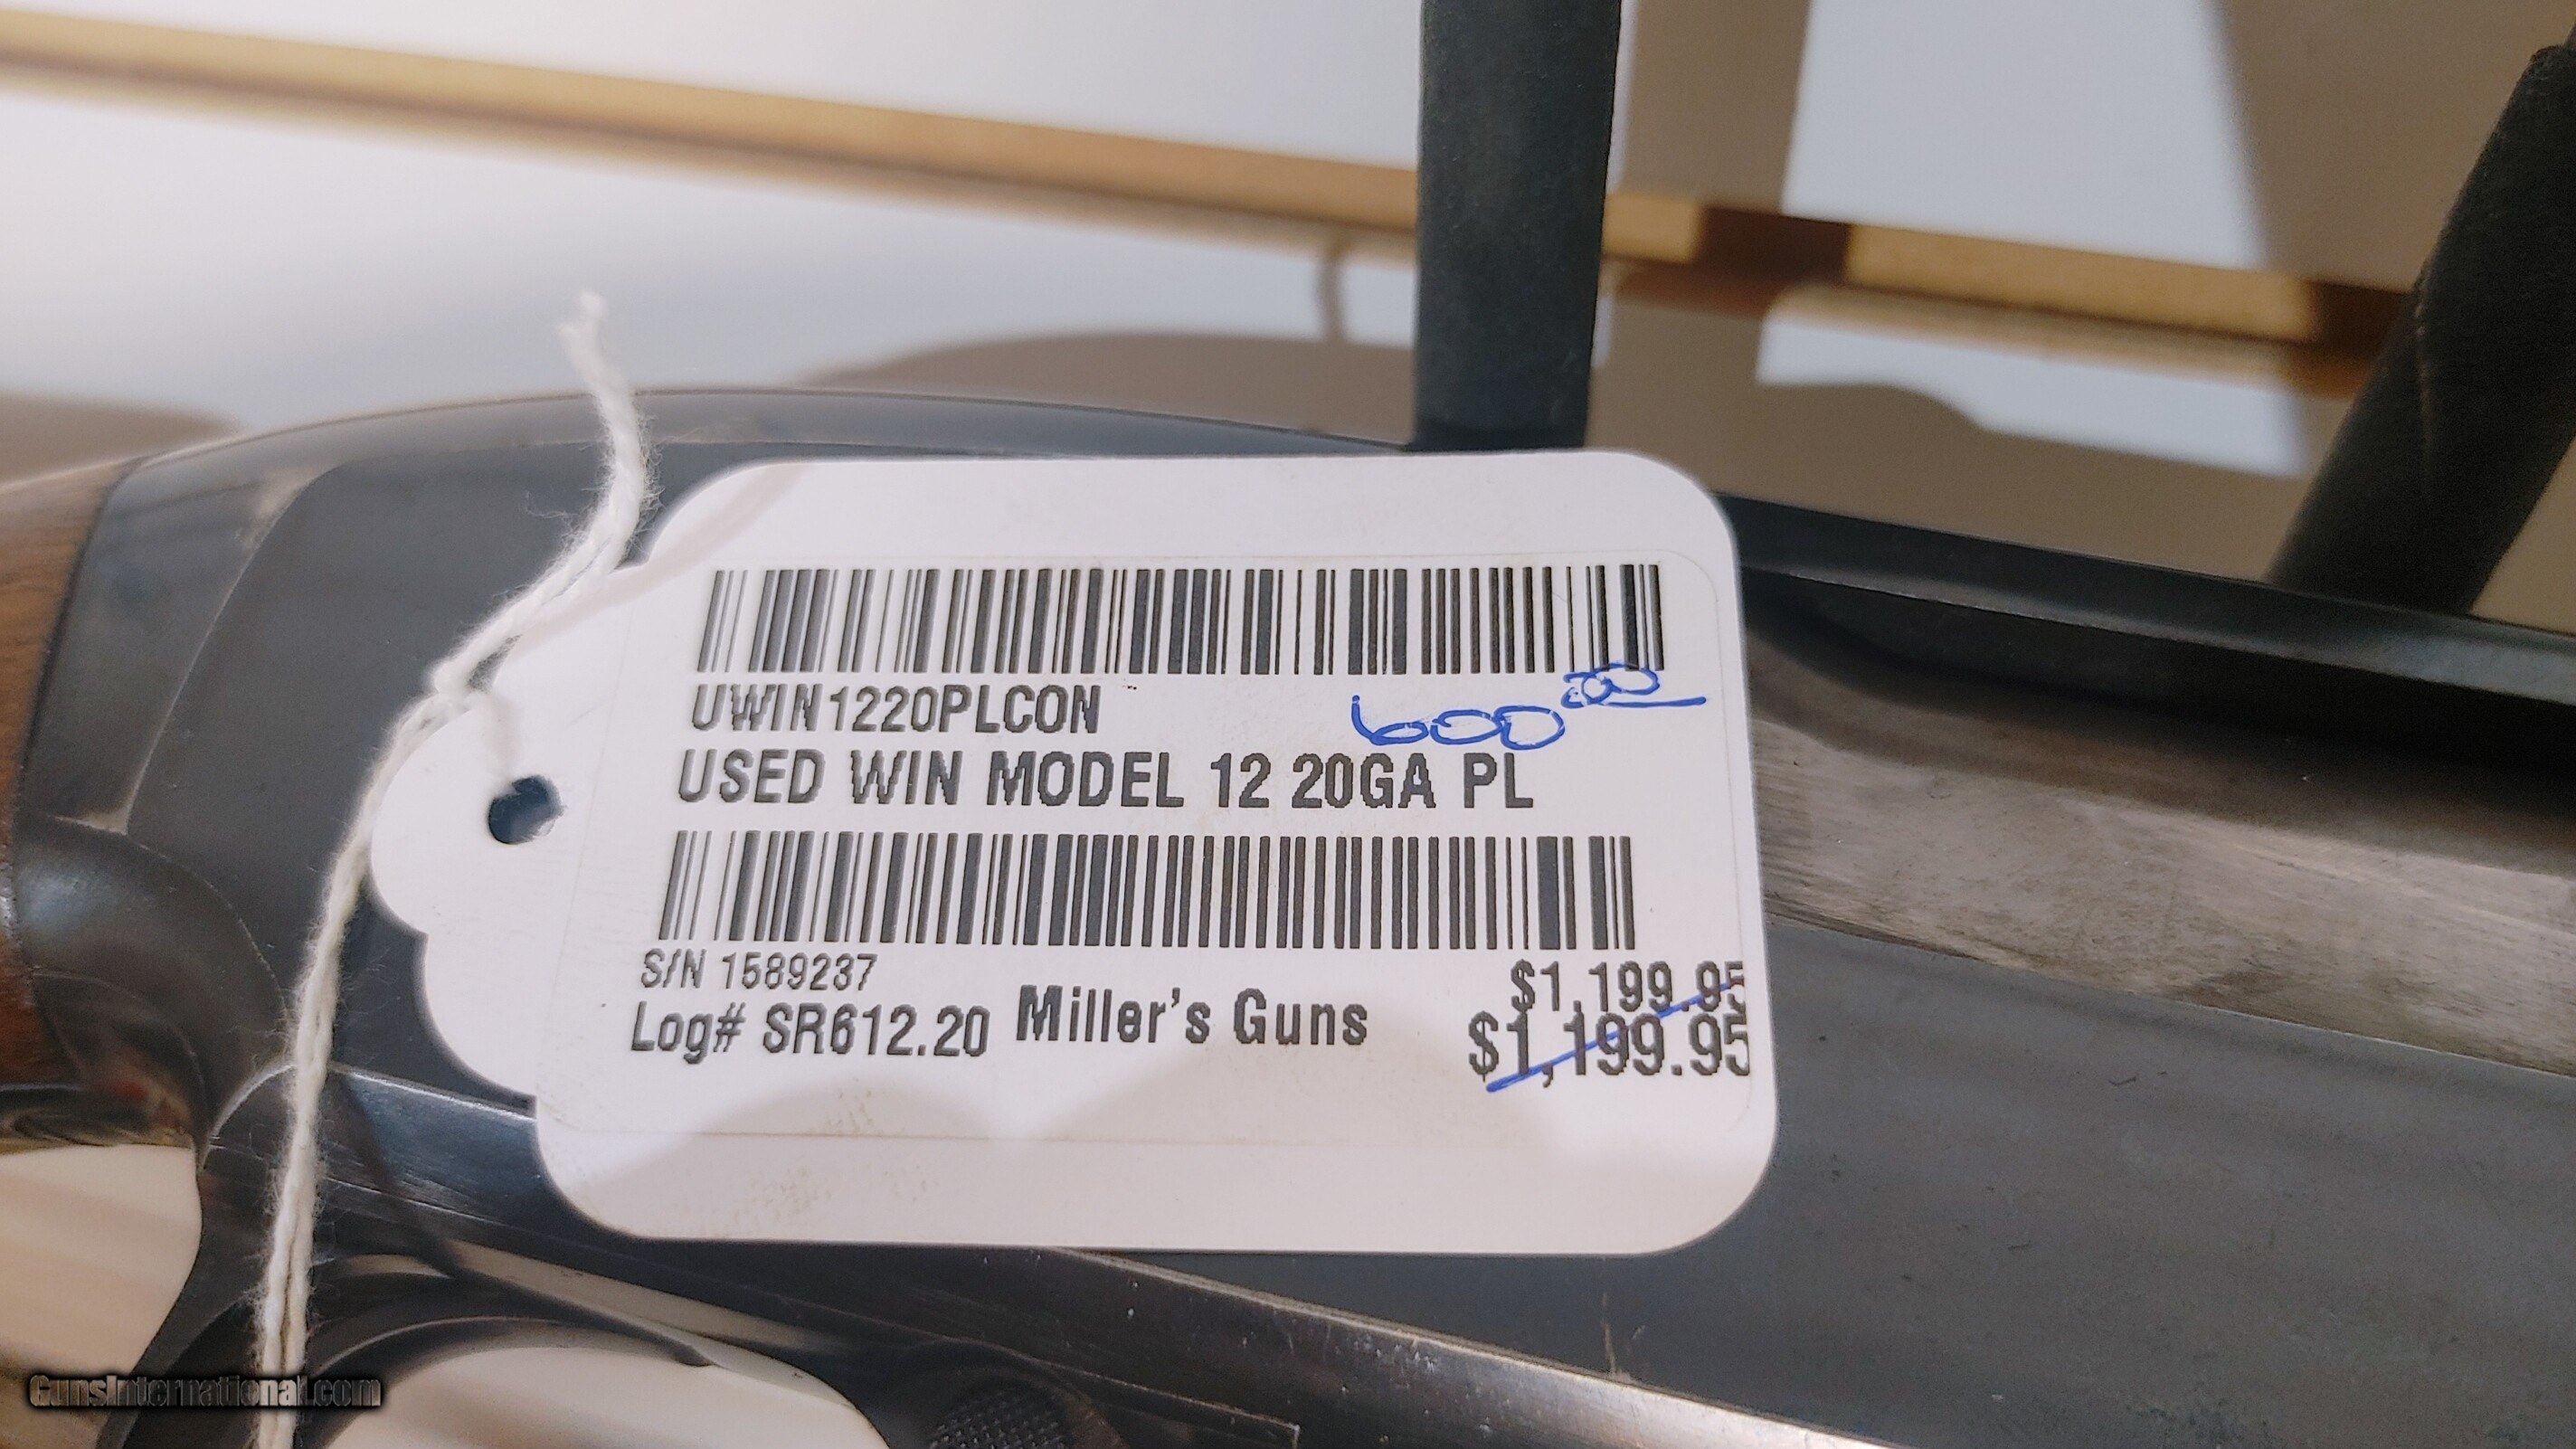 UWIN1220PLCON
600 00
USED WIN MODEL 12 20GA PL
S/N 1589237
$1,199.95
Log# SR612.20 Miller's Guns
$1,199.95
GunsInternational.com